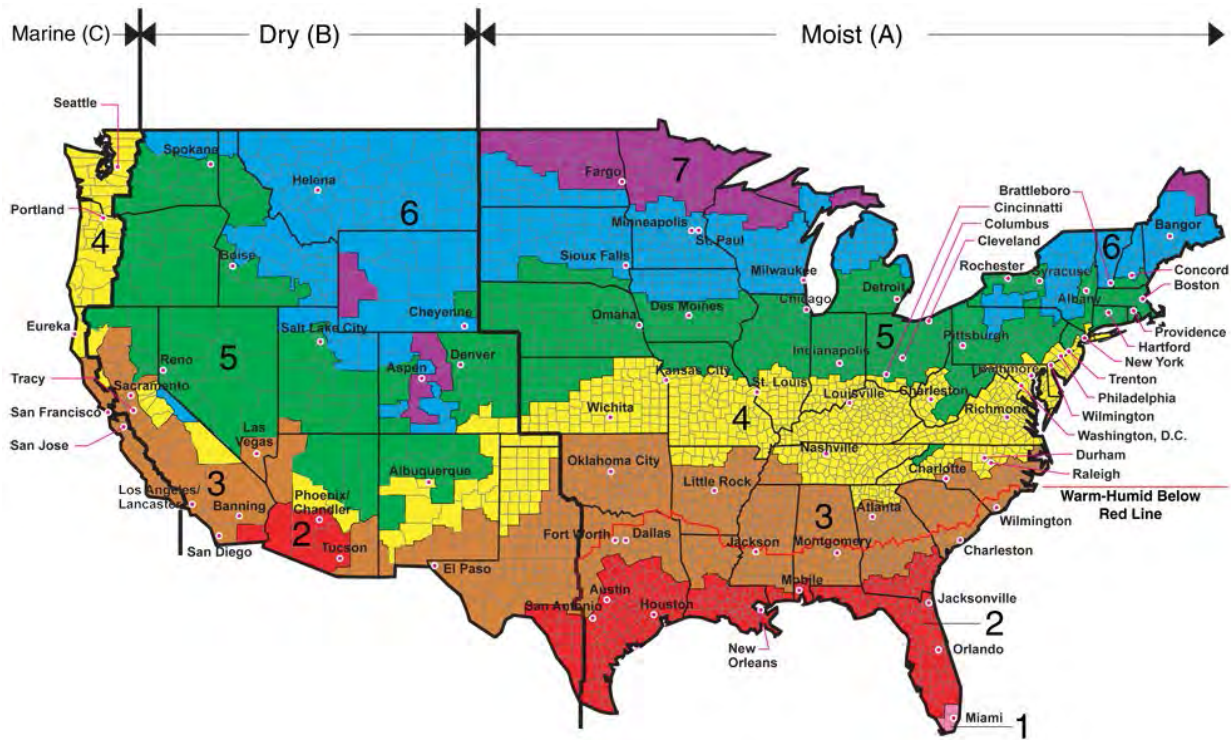 Marine (C)
Dry (B)
Moist (A)
Seattle
Spokane
Helena
Fargo
7
Portland
4
6
Minneapolis
St. Paul
Brattleboro
Cincinnatti
Columbus
Cleveland
6
Bangor
Boise
Sioux Falls
Milwaukee
Rochester
Syracuse
Concord
Boston
Detroit
Albany
Chicago
Eureka
Cheyenne
Salt Lake City
Omaha
Des Moines
5
Pittsburgh
Providence
Hartford
New York
Reno
5
Denver
Aspen
Indianapolis
Trenton
Tracy
Sacramento
Kansas City
St. Louis
Baltimore
Philadelphia
San Francisco
Wichita
4
Louisville
Charleston
Richmond
Wilmington
Washington, D.C.
San Jose
Las
Vegas
Nashville
Durham
Raleigh
Albuquerque
Oklahoma City
Charlotte
3
Little Rock
Los Angeles/
Lancaster
Phoenix/
Chandler
Atlanta
Warm-Humid Below
Red Line
Banning
2
3
Wilmington
Tucson
Fort Worth
Dallas
Jackson
Montgomery
San Diego
El Paso
Charleston
Austin
Mobile
San Antonio
Houston
Jacksonville
2
New
Orleans
Orlando
Miami
1